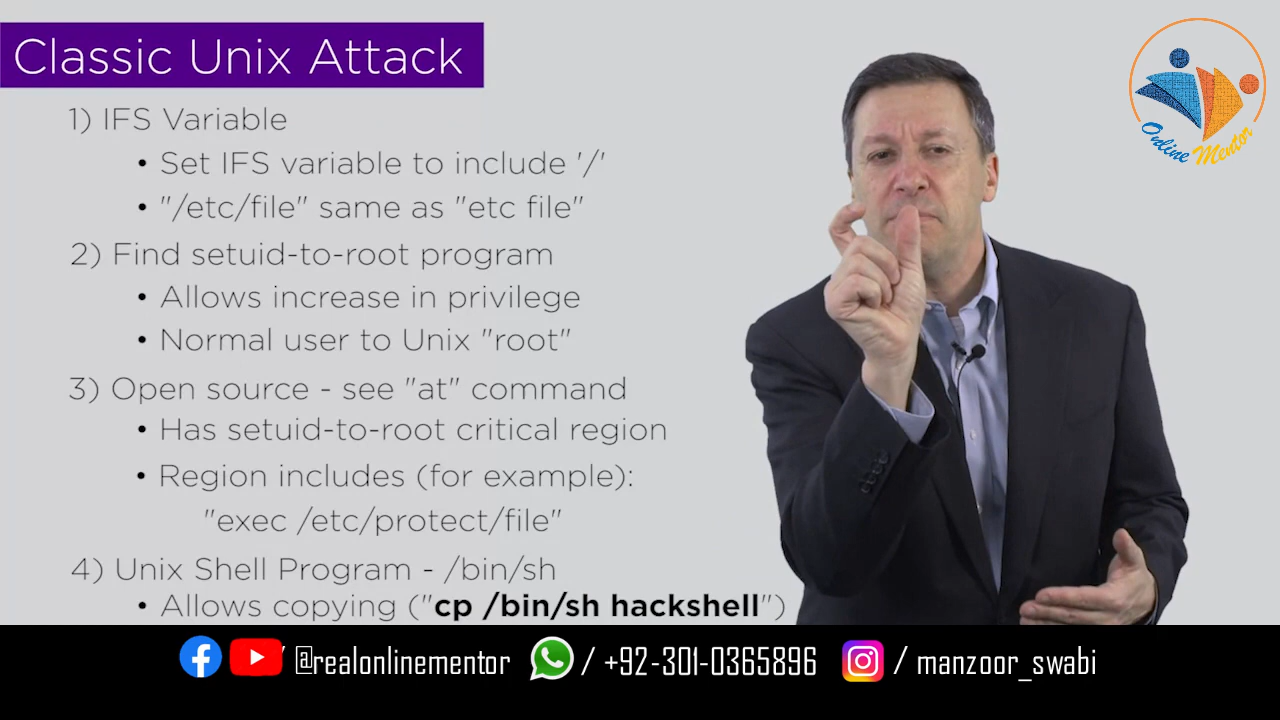 Classic Unix Attack
1) IFS Variable
• Set IFS variable to include '/'
• "/etc/file" same as "etc file"
2) Find setuid-to-root program
• Allows increase in privilege
• Normal user to Unix "root"
3) Open source - see "at" command
• Has setuid-to-root critical region
• Region includes (for example):
"exec /etc/protect/file"
4) Unix Shell Program - /bin/sh
• Allows copying ("cp /bin/sh hackshell")
Online Mentor
/ @realonlinementor / +92-301-0365896 / manzoor_swabi